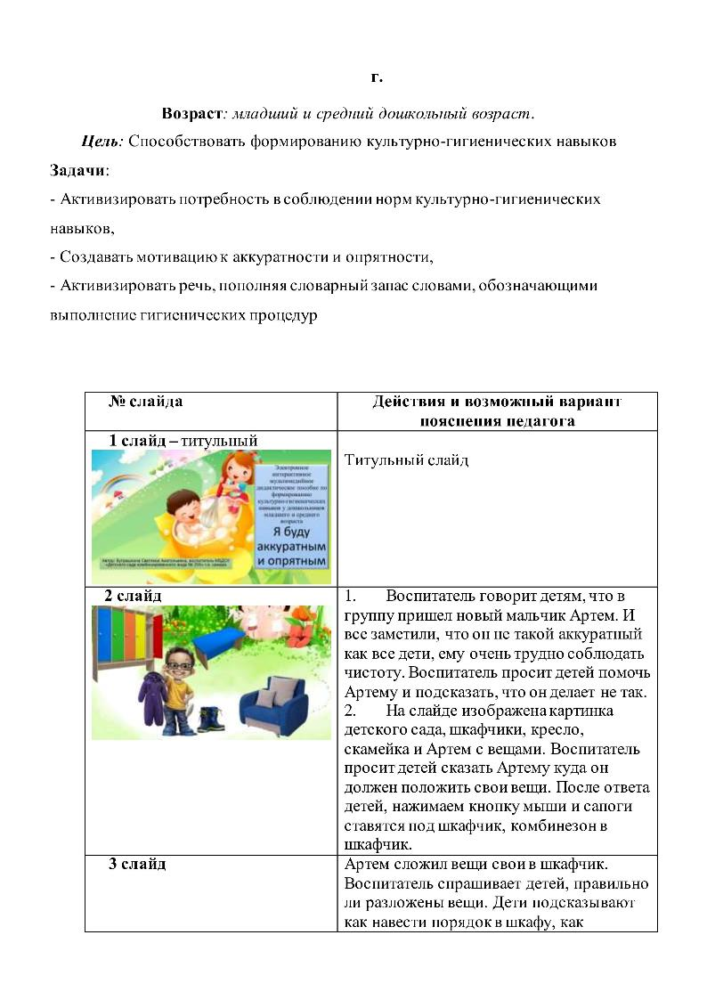 г.
Возраст: младший и средний дошкольный возраст.
Цель: Способствовать формированию культурно-гигиенических навыков
Задачи:
- Активизировать потребность в соблюдении норм культурно-гигиенических
навыков,
- Создавать мотивацию к аккуратности и опрятности,
- Активизировать речь, пополняя словарный запас словами, обозначающими
выполнение гигиенических процедур
№ слайда
Действия и возможный вариант
пояснения педагога
1 слайд – титульный
Электронное
интерактивное
мультимедийное
дидактическое пособие по
формированию
культурно-гигиенических
навыков у дошкольников
младшего и среднего
возраста
Я буду
аккуратным
и опрятным
Титульный слайд
2 слайд
1. Воспитатель говорит детям, что в
группу пришел новый мальчик Артем. И
все заметили, что он не такой аккуратный
как все дети, ему очень трудно соблюдать
чистоту. Воспитатель просит детей помочь
Артему и подсказать, что он делает не так.
2. На слайде изображена картинка
детского сада, шкафчики, кресло,
скамейка и Артем с вещами. Воспитатель
просит детей сказать Артему куда он
должен положить свои вещи. После ответа
детей, нажимаем кнопку мыши и сапоги
ставятся под шкафчик, комбинезон в
шкафчик.
3 слайд
Артем сложил вещи свои в шкафчик.
Воспитатель спрашивает детей, правильно
ли разложены вещи. Дети подсказывают
как навести порядок в шкафу, как